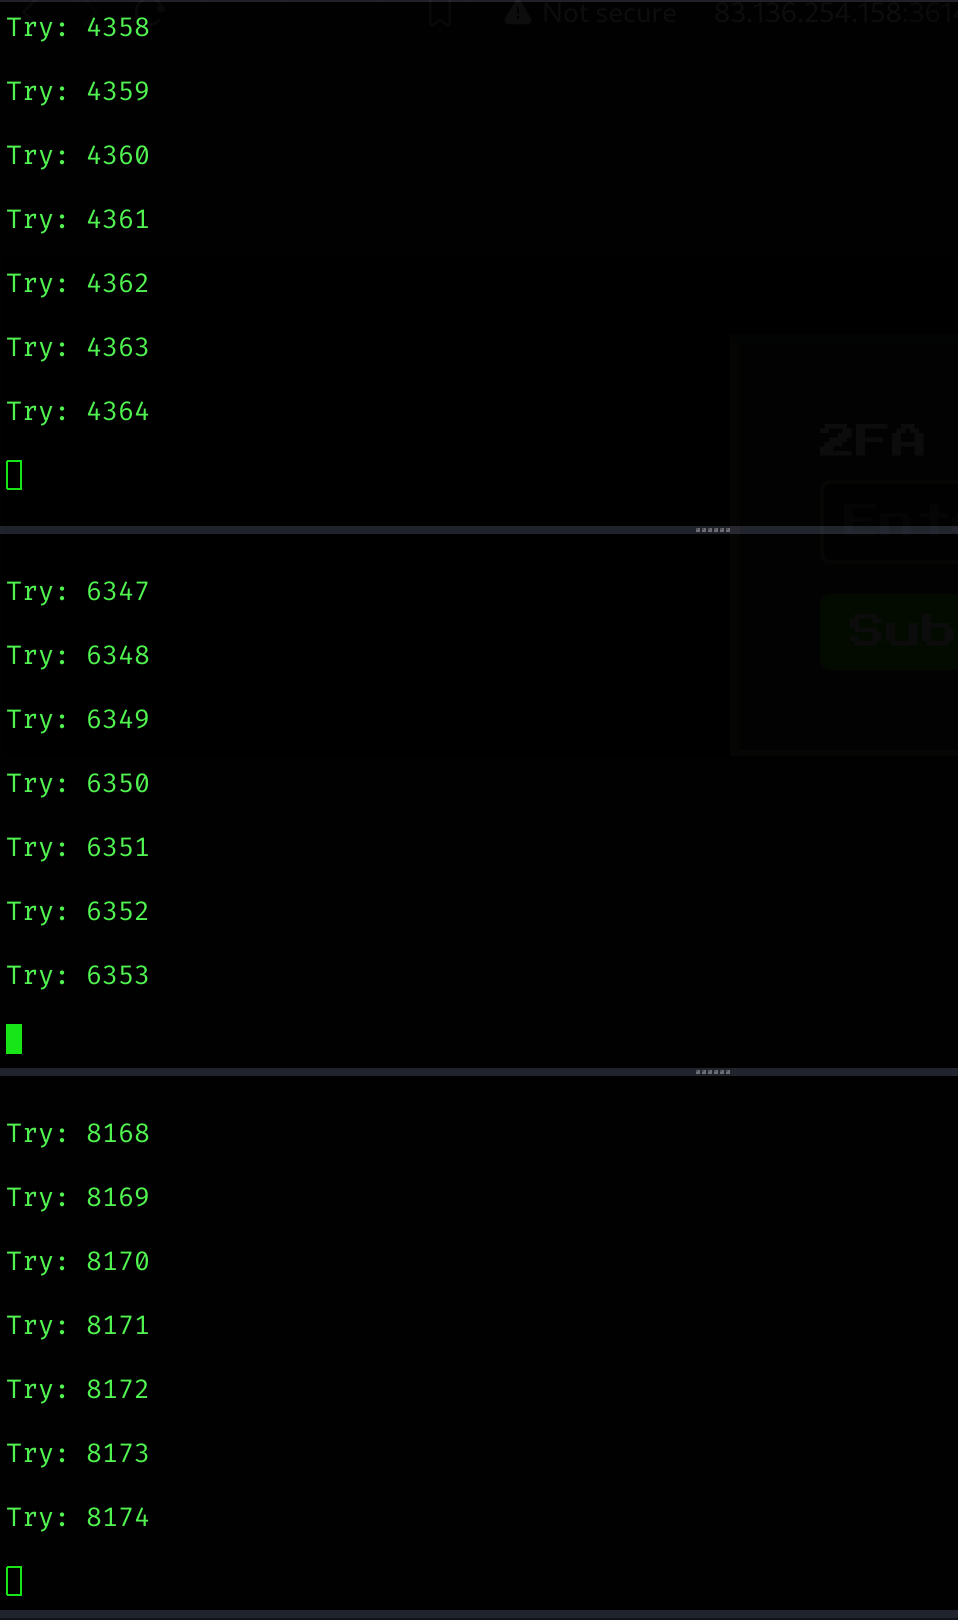 Not secure 83.136.254.158:361
Try: 4358
Try: 4359
Try: 4360
Try: 4361
Try: 4362
Try: 4363
Try: 4364
2FA
Ent
Sub
Try: 6347
Try: 6348
Try: 6349
Try: 6350
Try: 6351
Try: 6352
Try: 6353
Try: 8168
Try: 8169
Try: 8170
Try: 8171
Try: 8172
Try: 8173
Try: 8174